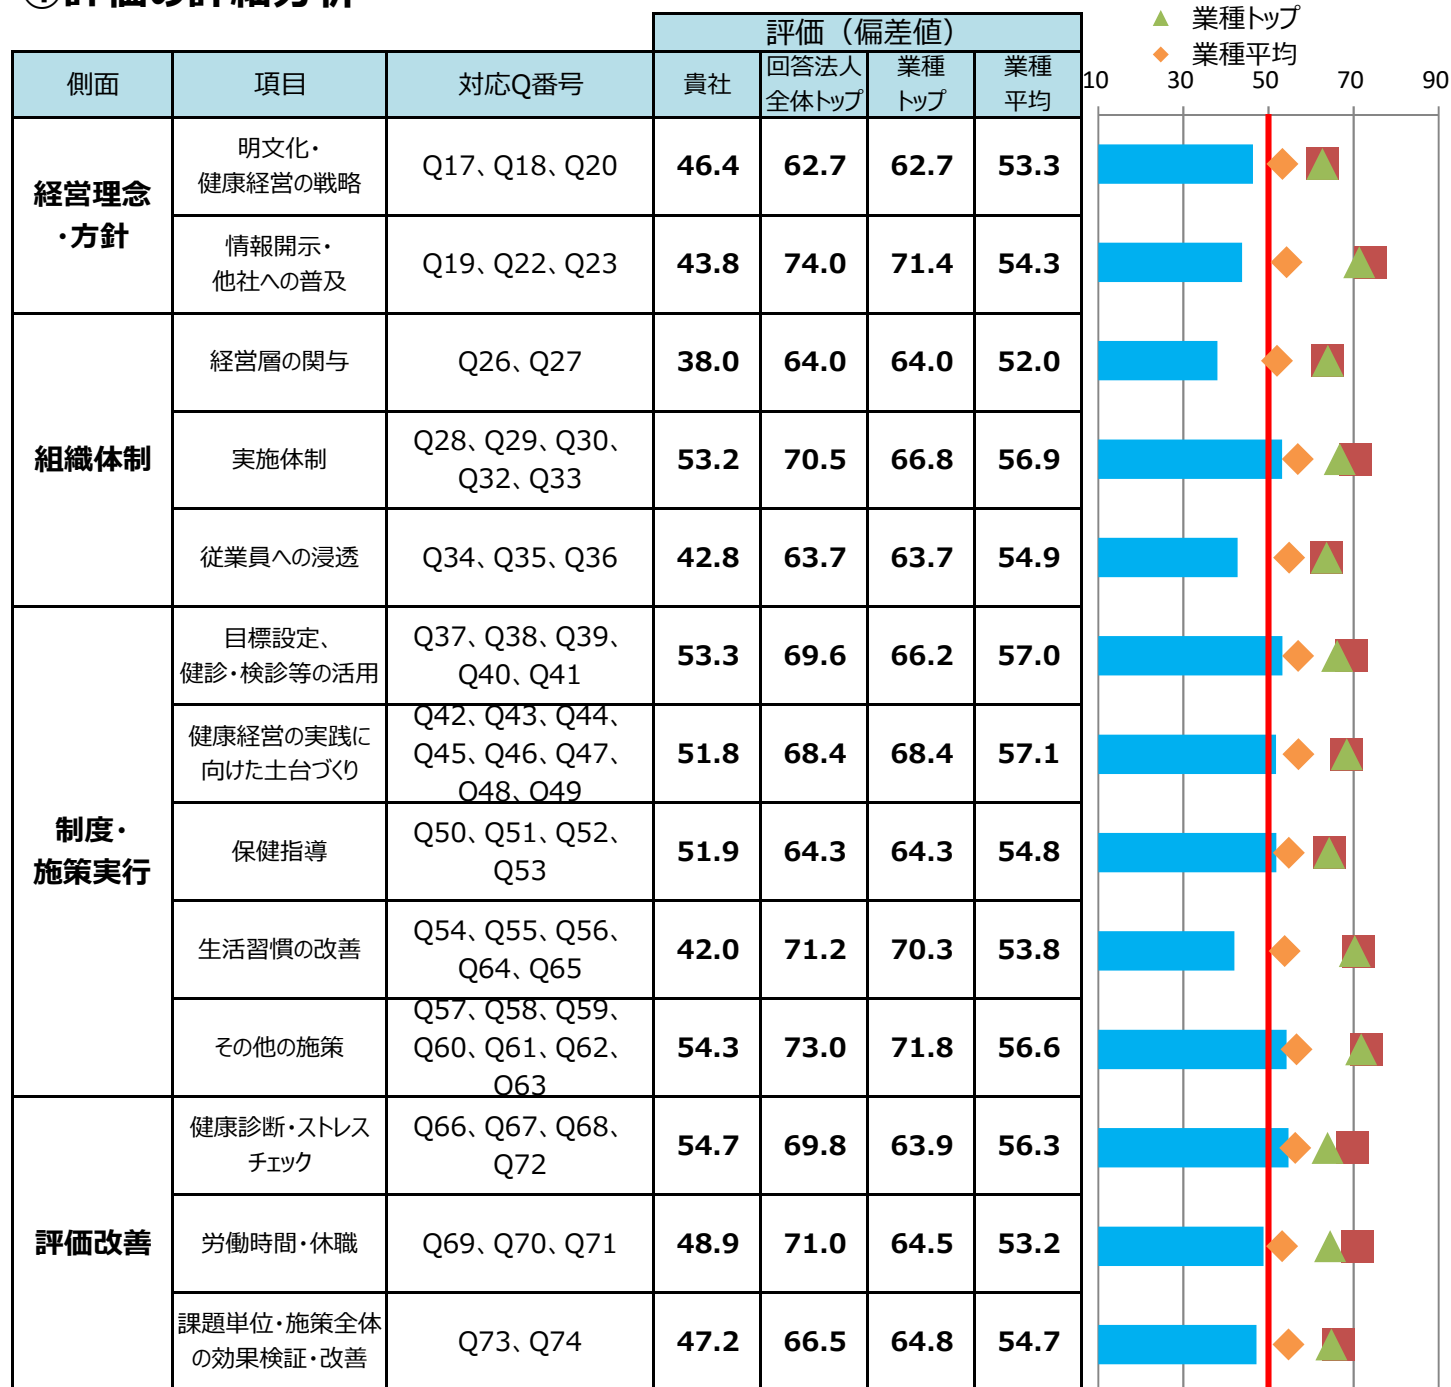 ①評価の詳細分析
業種トップ
業種平均
評価（偏差値）
側面 項目 対応Q番号 貴社 回答法人 業種 業種
全体トップ トップ 平均
10 30 50 70 90
経営理念
・方針
明文化・
健康経営の戦略
Q17、Q18、Q20 46.4 62.7 62.7 53.3
情報開示・
他社への普及
Q19、Q22、Q23 43.8 74.0 71.4 54.3
組織体制
経営層の関与 Q26、Q27 38.0 64.0 64.0 52.0
実施体制
Q28、Q29、Q30、
Q32、Q33
53.2 70.5 66.8 56.9
従業員への浸透 Q34、Q35、Q36 42.8 63.7 63.7 54.9
制度・
施策実行
目標設定、
健診・検診等の活用
Q37、Q38、Q39、
Q40、Q41
53.3 69.6 66.2 57.0
健康経営の実践に
向けた土台づくり
Q42、Q43、Q44、
Q45、Q46、Q47、
Q48、Q49
51.8 68.4 68.4 57.1
保健指導
Q50、Q51、Q52、
Q53
51.9 64.3 64.3 54.8
生活習慣の改善
Q54、Q55、Q56、
Q64、Q65
42.0 71.2 70.3 53.8
その他の施策
Q57、Q58、Q59、
Q60、Q61、Q62、
Q63
54.3 73.0 71.8 56.6
評価改善
健康診断・ストレス
チェック
Q66、Q67、Q68、
Q72
54.7 69.8 63.9 56.3
労働時間・休職 Q69、Q70、Q71 48.9 71.0 64.5 53.2
課題単位・施策全体
の効果検証・改善
Q73、Q74 47.2 66.5 64.8 54.7